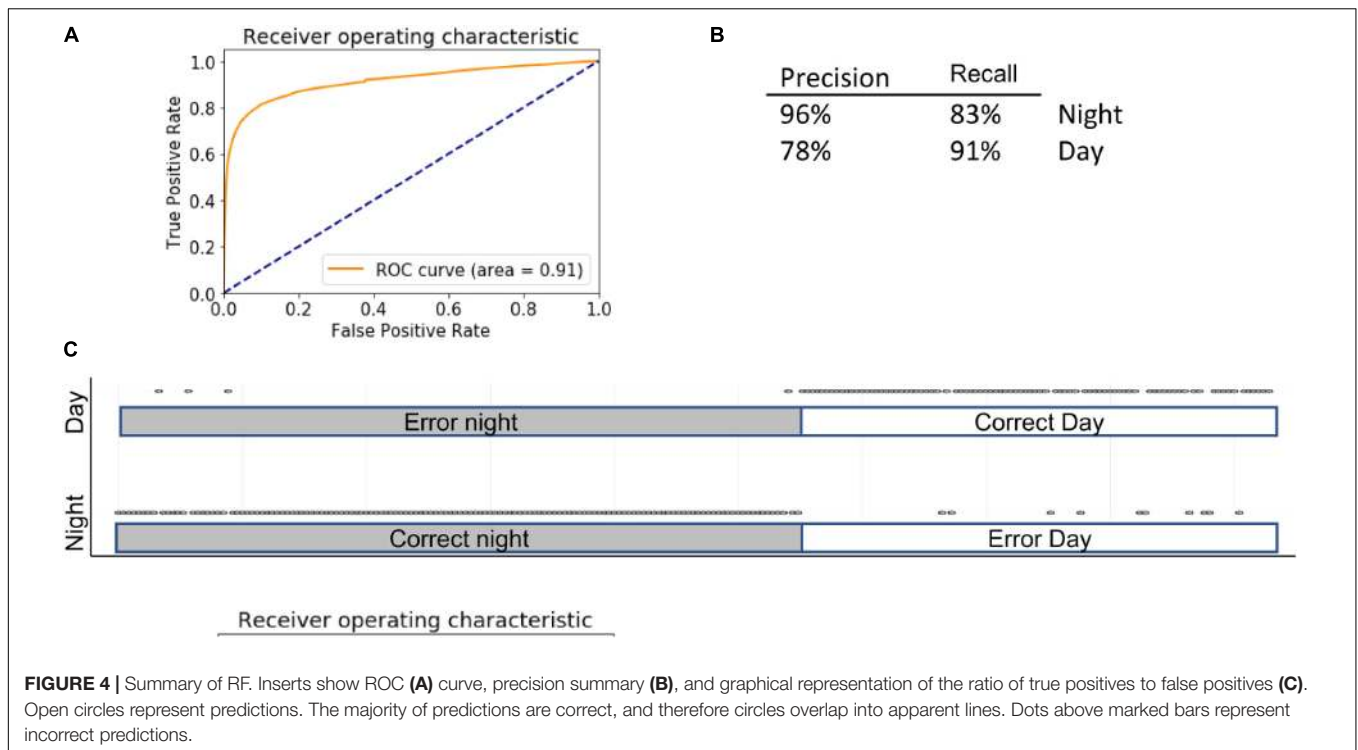 A
Receiver operating characteristic
1.0
0.8
0.6
0.4
0.2
0.0
True Positive Rate
ROC curve (area = 0.91)
0.0 0.2 0.4 0.6 0.8 1.0
False Positive Rate
B
Precision Recall
96% 83% Night
78% 91% Day
C
Day
Error night Correct Day
Night
Correct night Error Day
Receiver operating characteristic
FIGURE 4 | Summary of RF. Inserts show ROC (A) curve, precision summary (B), and graphical representation of the ratio of true positives to false positives (C).
Open circles represent predictions. The majority of predictions are correct, and therefore circles overlap into apparent lines. Dots above marked bars represent
incorrect predictions.